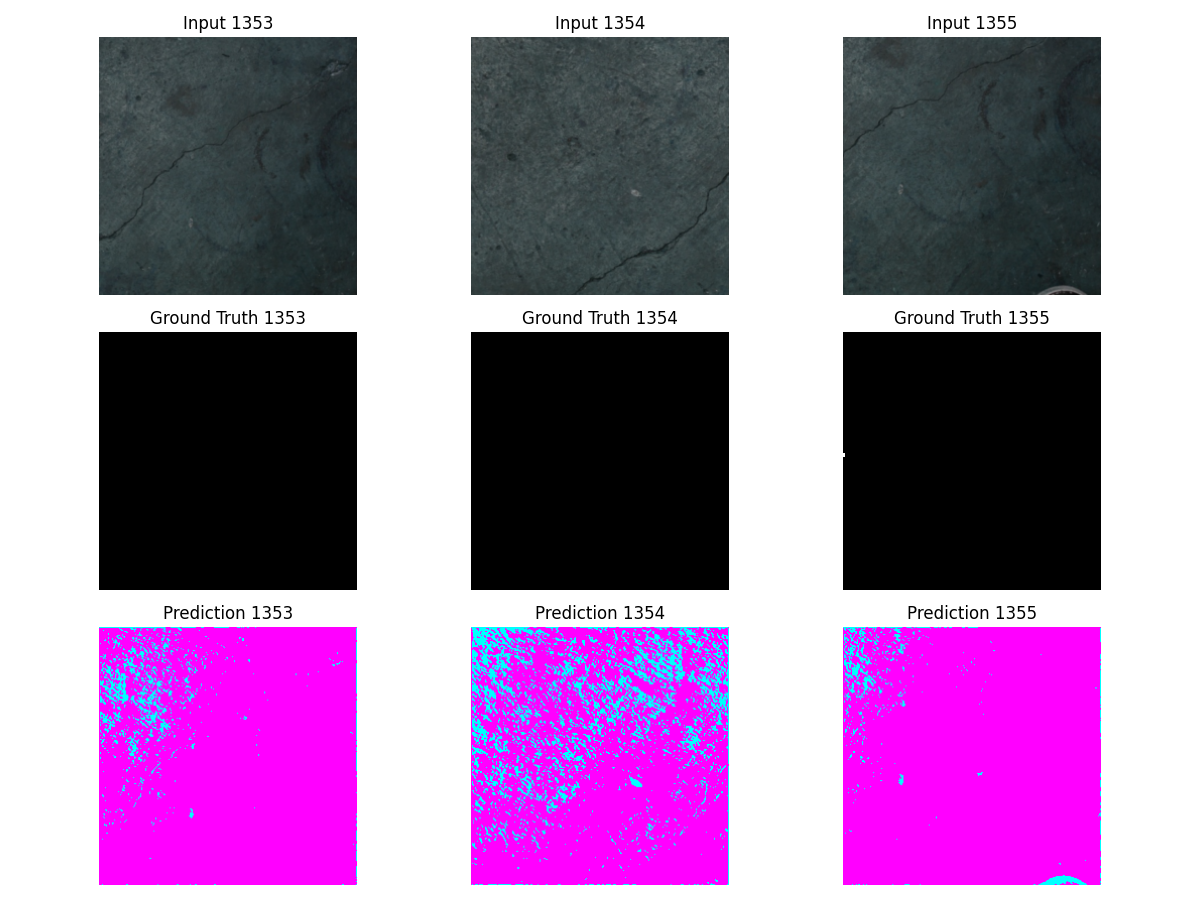 Input 1353
Input 1354
Input 1355
Ground Truth 1353
Ground Truth 1354
Ground Truth 1355
Prediction 1353
Prediction 1354
Prediction 1355